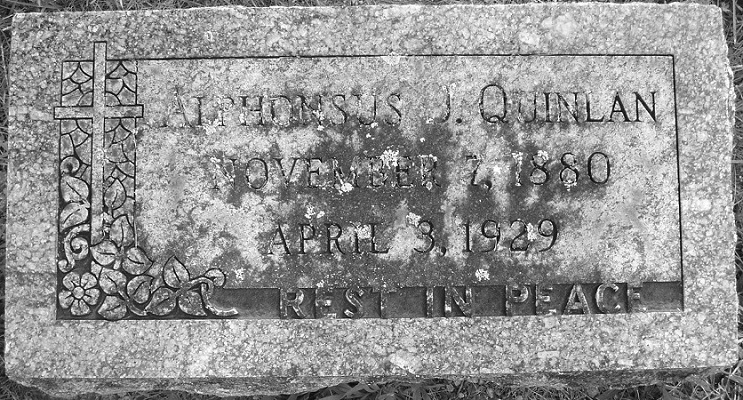 ALPHONSUS J. QUINLAN
NOVEMBER 7, 1880
APRIL 3, 1929
REST IN PEACE